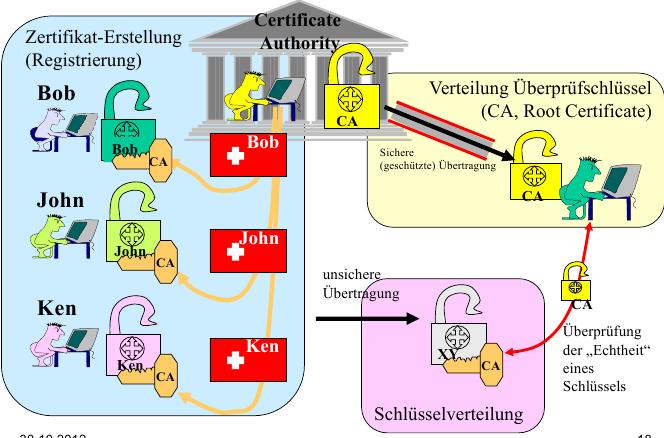 Certificate
Authority
Zertifikat-Erstellung
(Registrierung)
Bob
Bob
CA
Bob
CA
John
John
CA
John
Ken
Ken
CA
Ken
Verteilung Überprüfschlüssel
(CA, Root Certificate)
Sichere
(geschützte) Übertragung
CA
unsichere
Übertragung
CA
XY
CA
Überprüfung
der „Echtheit“
eines
Schlüssels
Schlüsselverteilung
30.10.2012
18